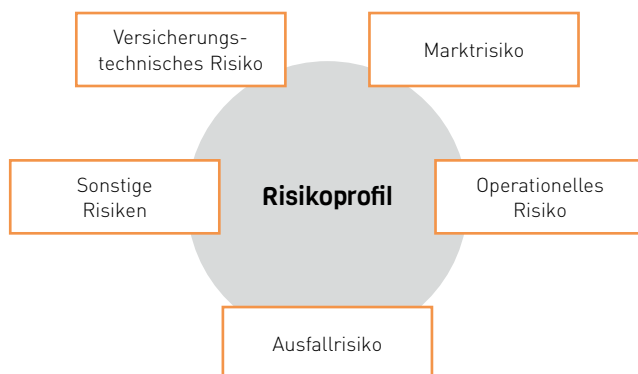 Versicherungs-
technisches Risiko
Marktrisiko
Sonstige
Risiken
Risikoprofil
Operationelles
Risiko
Ausfallrisiko